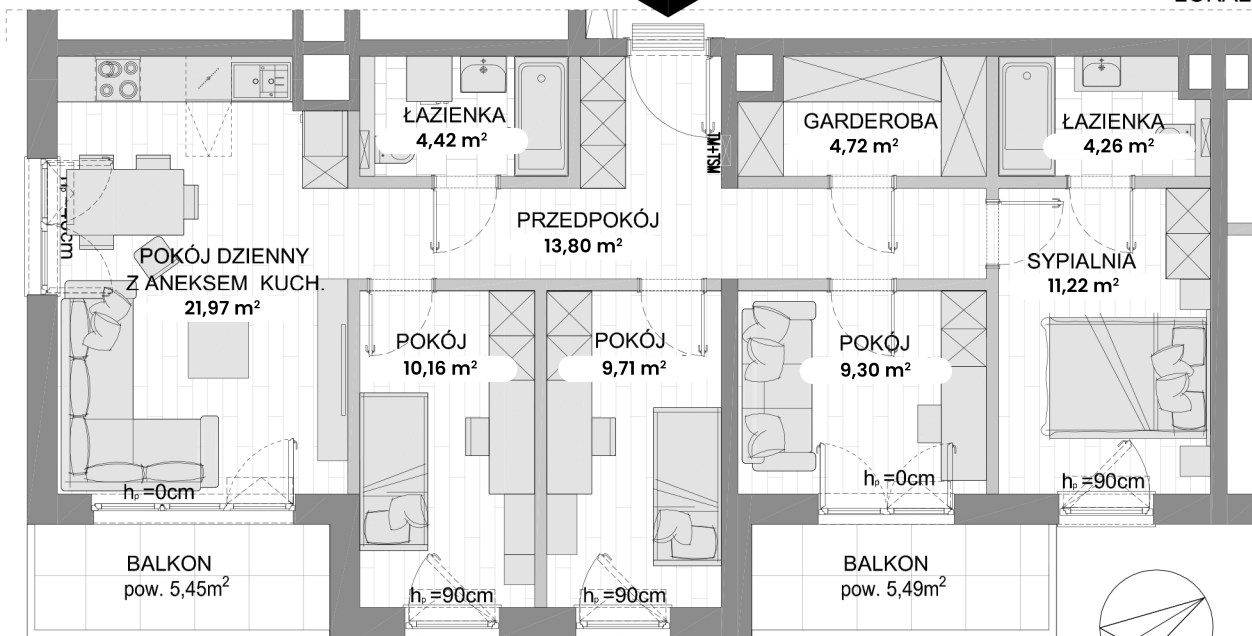 ŁAZIENKA
4,42 m²
TM+TSM
GARDEROBA
4,72 m²
ŁAZIENKA
4,26 m²
PRZEDPOKÓJ
13,80 m²
POKÓJ DZIENNY
Z ANEKSEM KUCH.
21,97 m²
SYPIALNIA
11,22 m²
POKÓJ
10,16 m²
POKÓJ
9,71 m²
POKÓJ
9,30 m²
hₚ=0cm
hₚ=0cm
hₚ=90cm
BALKON
pow. 5,45m²
hₚ=90cm
hₚ=90cm
BALKON
pow. 5,49m²